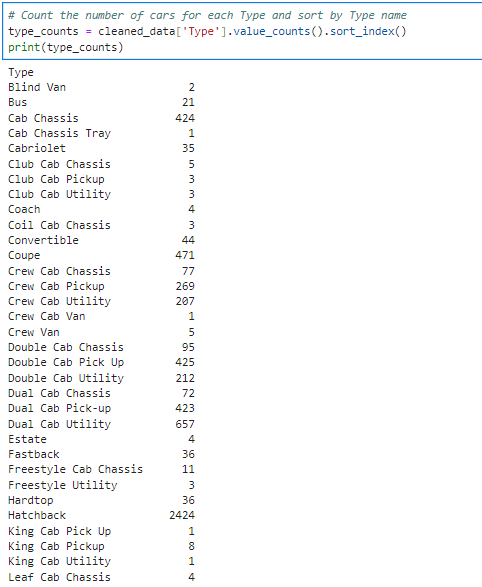 # Count the number of cars for each Type and sort by Type name
type_counts = cleaned_data['Type'].value_counts().sort_index()
print(type_counts)
Type
Blind Van 2
Bus 21
Cab Chassis 424
Cab Chassis Tray 1
Cabriolet 35
Club Cab Chassis 5
Club Cab Pickup 3
Club Cab Utility 3
Coach 4
Coil Cab Chassis 3
Convertible 44
Coupe 471
Crew Cab Chassis 77
Crew Cab Pickup 269
Crew Cab Utility 207
Crew Cab Van 1
Crew Van 5
Double Cab Chassis 95
Double Cab Pick Up 425
Double Cab Utility 212
Dual Cab Chassis 72
Dual Cab Pick-up 423
Dual Cab Utility 657
Estate 4
Fastback 36
Freestyle Cab Chassis 11
Freestyle Utility 3
Hardtop 36
Hatchback 2424
King Cab Pick Up 1
King Cab Pickup 8
King Cab Utility 1
Leaf Cab Chassis 4